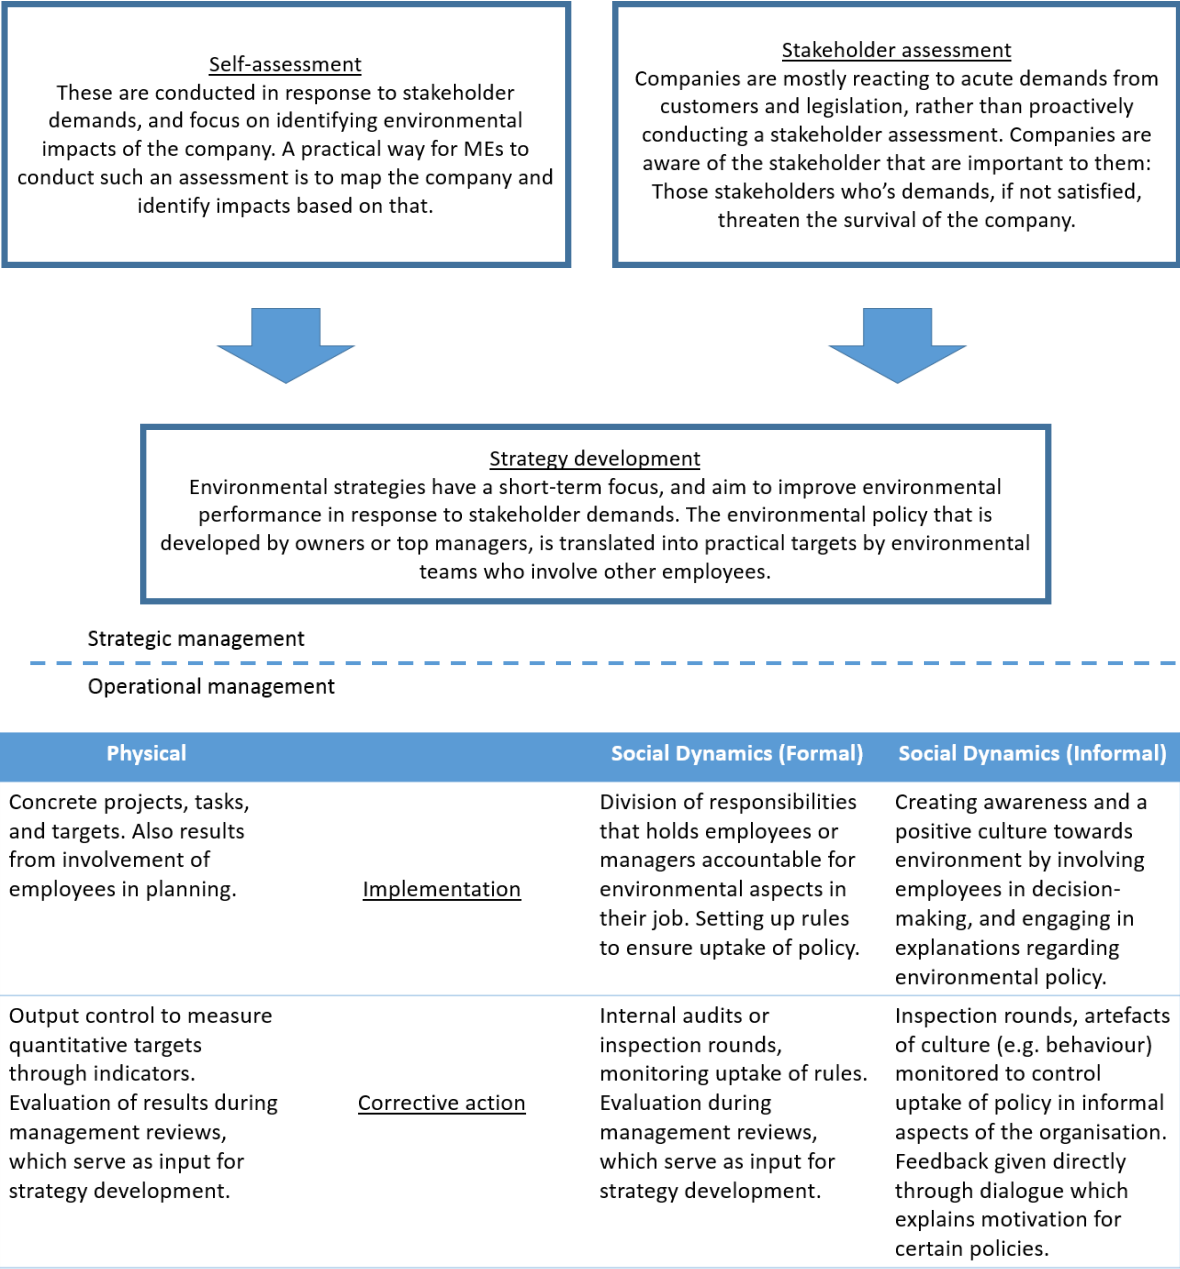 Self-assessment
These are conducted in response to stakeholder
demands, and focus on identifying environmental
impacts of the company. A practical way for MEs to
conduct such an assessment is to map the company and
identify impacts based on that.
Stakeholder assessment
Companies are mostly reacting to acute demands from
customers and legislation, rather than proactively
conducting a stakeholder assessment. Companies are
aware of the stakeholder that are important to them:
Those stakeholders who's demands, if not satisfied,
threaten the survival of the company.
Strategy development
Environmental strategies have a short-term focus, and aim to improve environmental
performance in response to stakeholder demands. The environmental policy that is
developed by owners or top managers, is translated into practical targets by environmental
teams who involve other employees.
Strategic management
Operational management
Physical
Social Dynamics (Formal)
Social Dynamics (Informal)
Concrete projects, tasks,
and targets. Also results
from involvement of
employees in planning.
Implementation
Division of responsibilities
that holds employees or
managers accountable for
environmental aspects in
their job. Setting up rules
to ensure uptake of policy.
Creating awareness and a
positive culture towards
environment by involving
employees in decision-
making, and engaging in
explanations regarding
environmental policy.
Output control to measure
quantitative targets
through indicators.
Evaluation of results during
management reviews,
which serve as input for
strategy development.
Corrective action
Internal audits or
inspection rounds,
monitoring uptake of rules.
Evaluation during
management reviews,
which serve as input for
strategy development.
Inspection rounds, artefacts
of culture (e.g. behaviour)
monitored to control
uptake of policy in informal
aspects of the organisation.
Feedback given directly
through dialogue which
explains motivation for
certain policies.